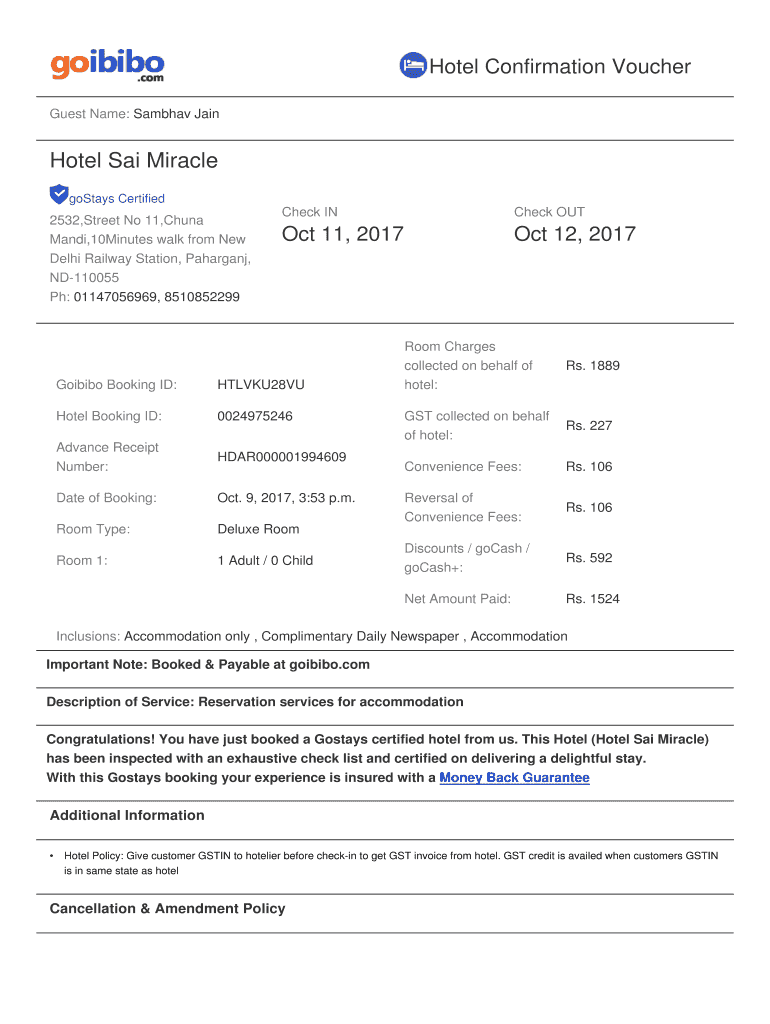 goibibo
.com
Hotel Confirmation Voucher
Guest Name: Sambhav Jain
Hotel Sai Miracle
goStays Certified
2532,Street No 11,Chuna
Mandi,10Minutes walk from New
Delhi Railway Station, Paharganj,
ND-110055
Ph: 01147056969, 8510852299
Check IN
Oct 11, 2017
Check OUT
Oct 12, 2017
Goibibo Booking ID: HTLVKU28VU
Hotel Booking ID: 0024975246
Advance Receipt
Number: HDAR000001994609
Date of Booking: Oct. 9, 2017, 3:53 p.m.
Room Type: Deluxe Room
Room 1: 1 Adult / 0 Child
Room Charges
collected on behalf of Rs. 1889
hotel:
GST collected on behalf
of hotel: Rs. 227
Convenience Fees: Rs. 106
Reversal of
Convenience Fees: Rs. 106
Discounts / goCash /
goCash+: Rs. 592
Net Amount Paid: Rs. 1524
Inclusions: Accommodation only , Complimentary Daily Newspaper , Accommodation
Important Note: Booked & Payable at goibibo.com
Description of Service: Reservation services for accommodation
Congratulations! You have just booked a Gostays certified hotel from us. This Hotel (Hotel Sai Miracle)
has been inspected with an exhaustive check list and certified on delivering a delightful stay.
With this Gostays booking your experience is insured with a Money Back Guarantee
Additional Information
• Hotel Policy: Give customer GSTIN to hotelier before check-in to get GST invoice from hotel. GST credit is availed when customers GSTIN
is in same state as hotel
Cancellation & Amendment Policy